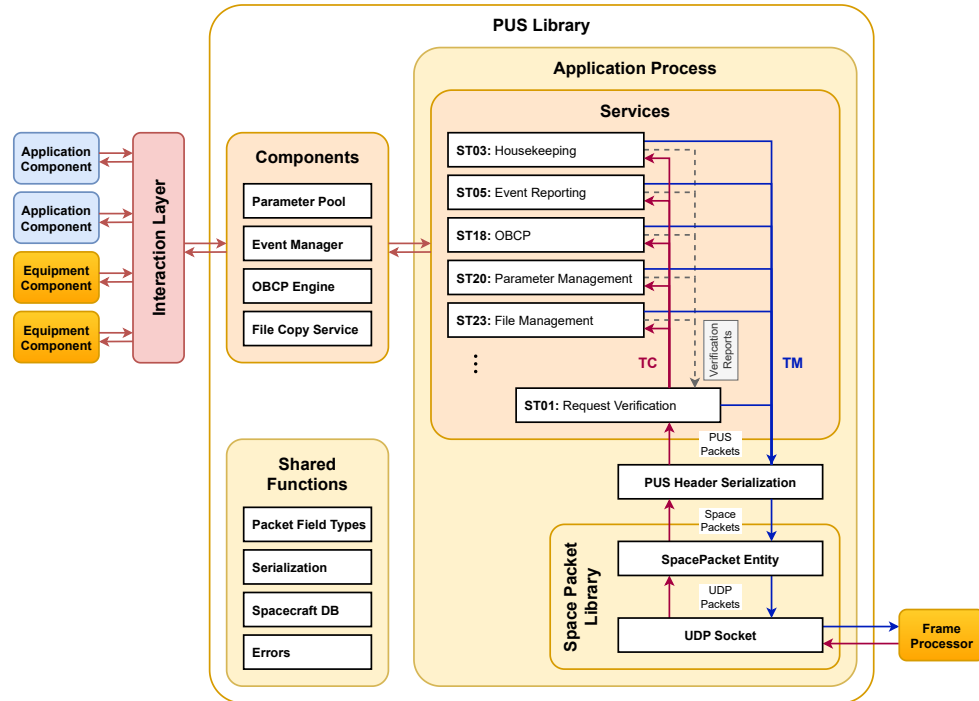 PUS Library
Application Process
Services
ST03: Housekeeping
ST05: Event Reporting
ST18: OBCP
ST20: Parameter Management
ST23: File Management
⋮
TC
Verification
Reports
TM
ST01: Request Verification
PUS
Packets
PUS Header Serialization
Space
Packets
Space Packet
Library
SpacePacket Entity
UDP
Packets
UDP Socket
Frame
Processor
Application
Component
Application
Component
Equipment
Component
Equipment
Component
Interaction Layer
Components
Parameter Pool
Event Manager
OBCP Engine
File Copy Service
Shared
Functions
Packet Field Types
Serialization
Spacecraft DB
Errors